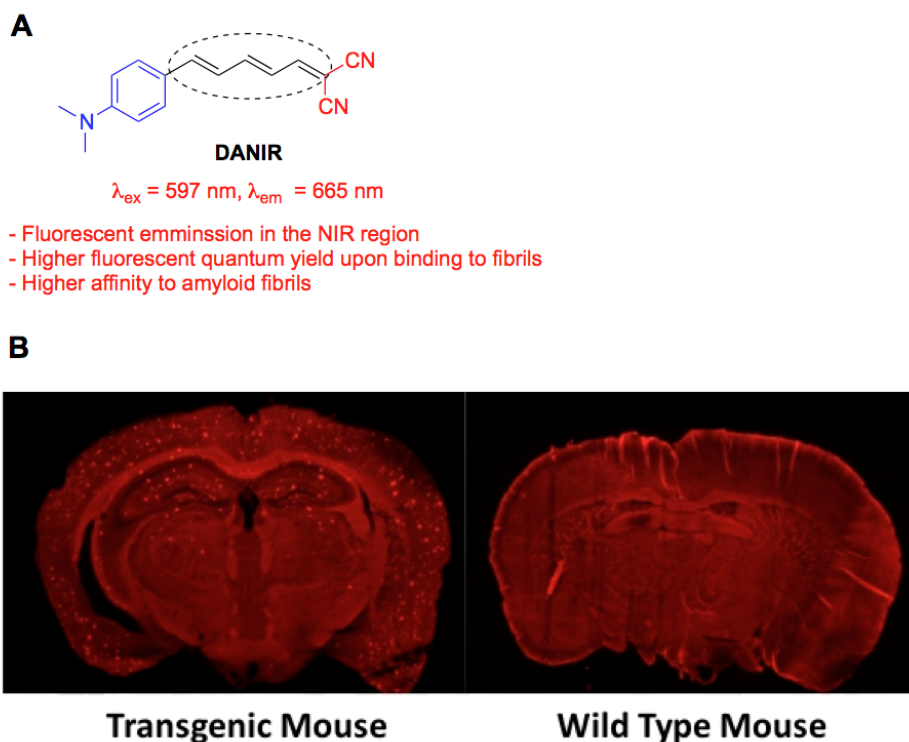 A
CN
CN
N
DANIR
λex = 597 nm, λem = 665 nm
- Fluorescent emminssion in the NIR region
- Higher fluorescent quantum yield upon binding to fibrils
- Higher affinity to amyloid fibrils
B
Transgenic Mouse
Wild Type Mouse